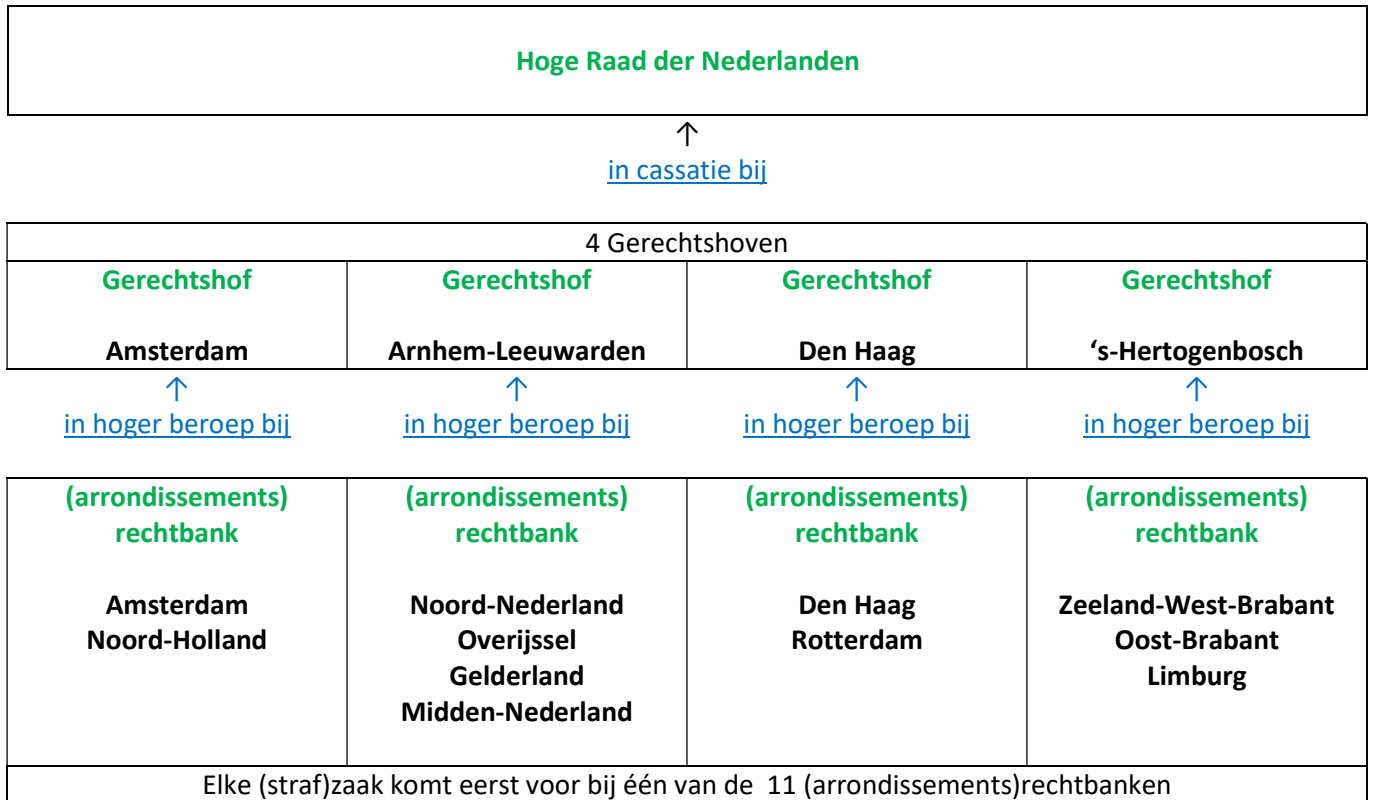 Hoge Raad der Nederlanden
↑
in cassatie bij
4 Gerechtshoven
Gerechtshof
Amsterdam
Gerechtshof
Arnhem-Leeuwarden
Gerechtshof
Den Haag
Gerechtshof
‘s-Hertogenbosch
↑
in hoger beroep bij
↑
in hoger beroep bij
↑
in hoger beroep bij
↑
in hoger beroep bij
(arrondissements)
rechtbank
Amsterdam
Noord-Holland
(arrondissements)
rechtbank
Noord-Nederland
Overijssel
Gelderland
Midden-Nederland
(arrondissements)
rechtbank
Den Haag
Rotterdam
(arrondissements)
rechtbank
Zeeland-West-Brabant
Oost-Brabant
Limburg
Elke (straf)zaak komt eerst voor bij één van de 11 (arrondissements)rechtbanken